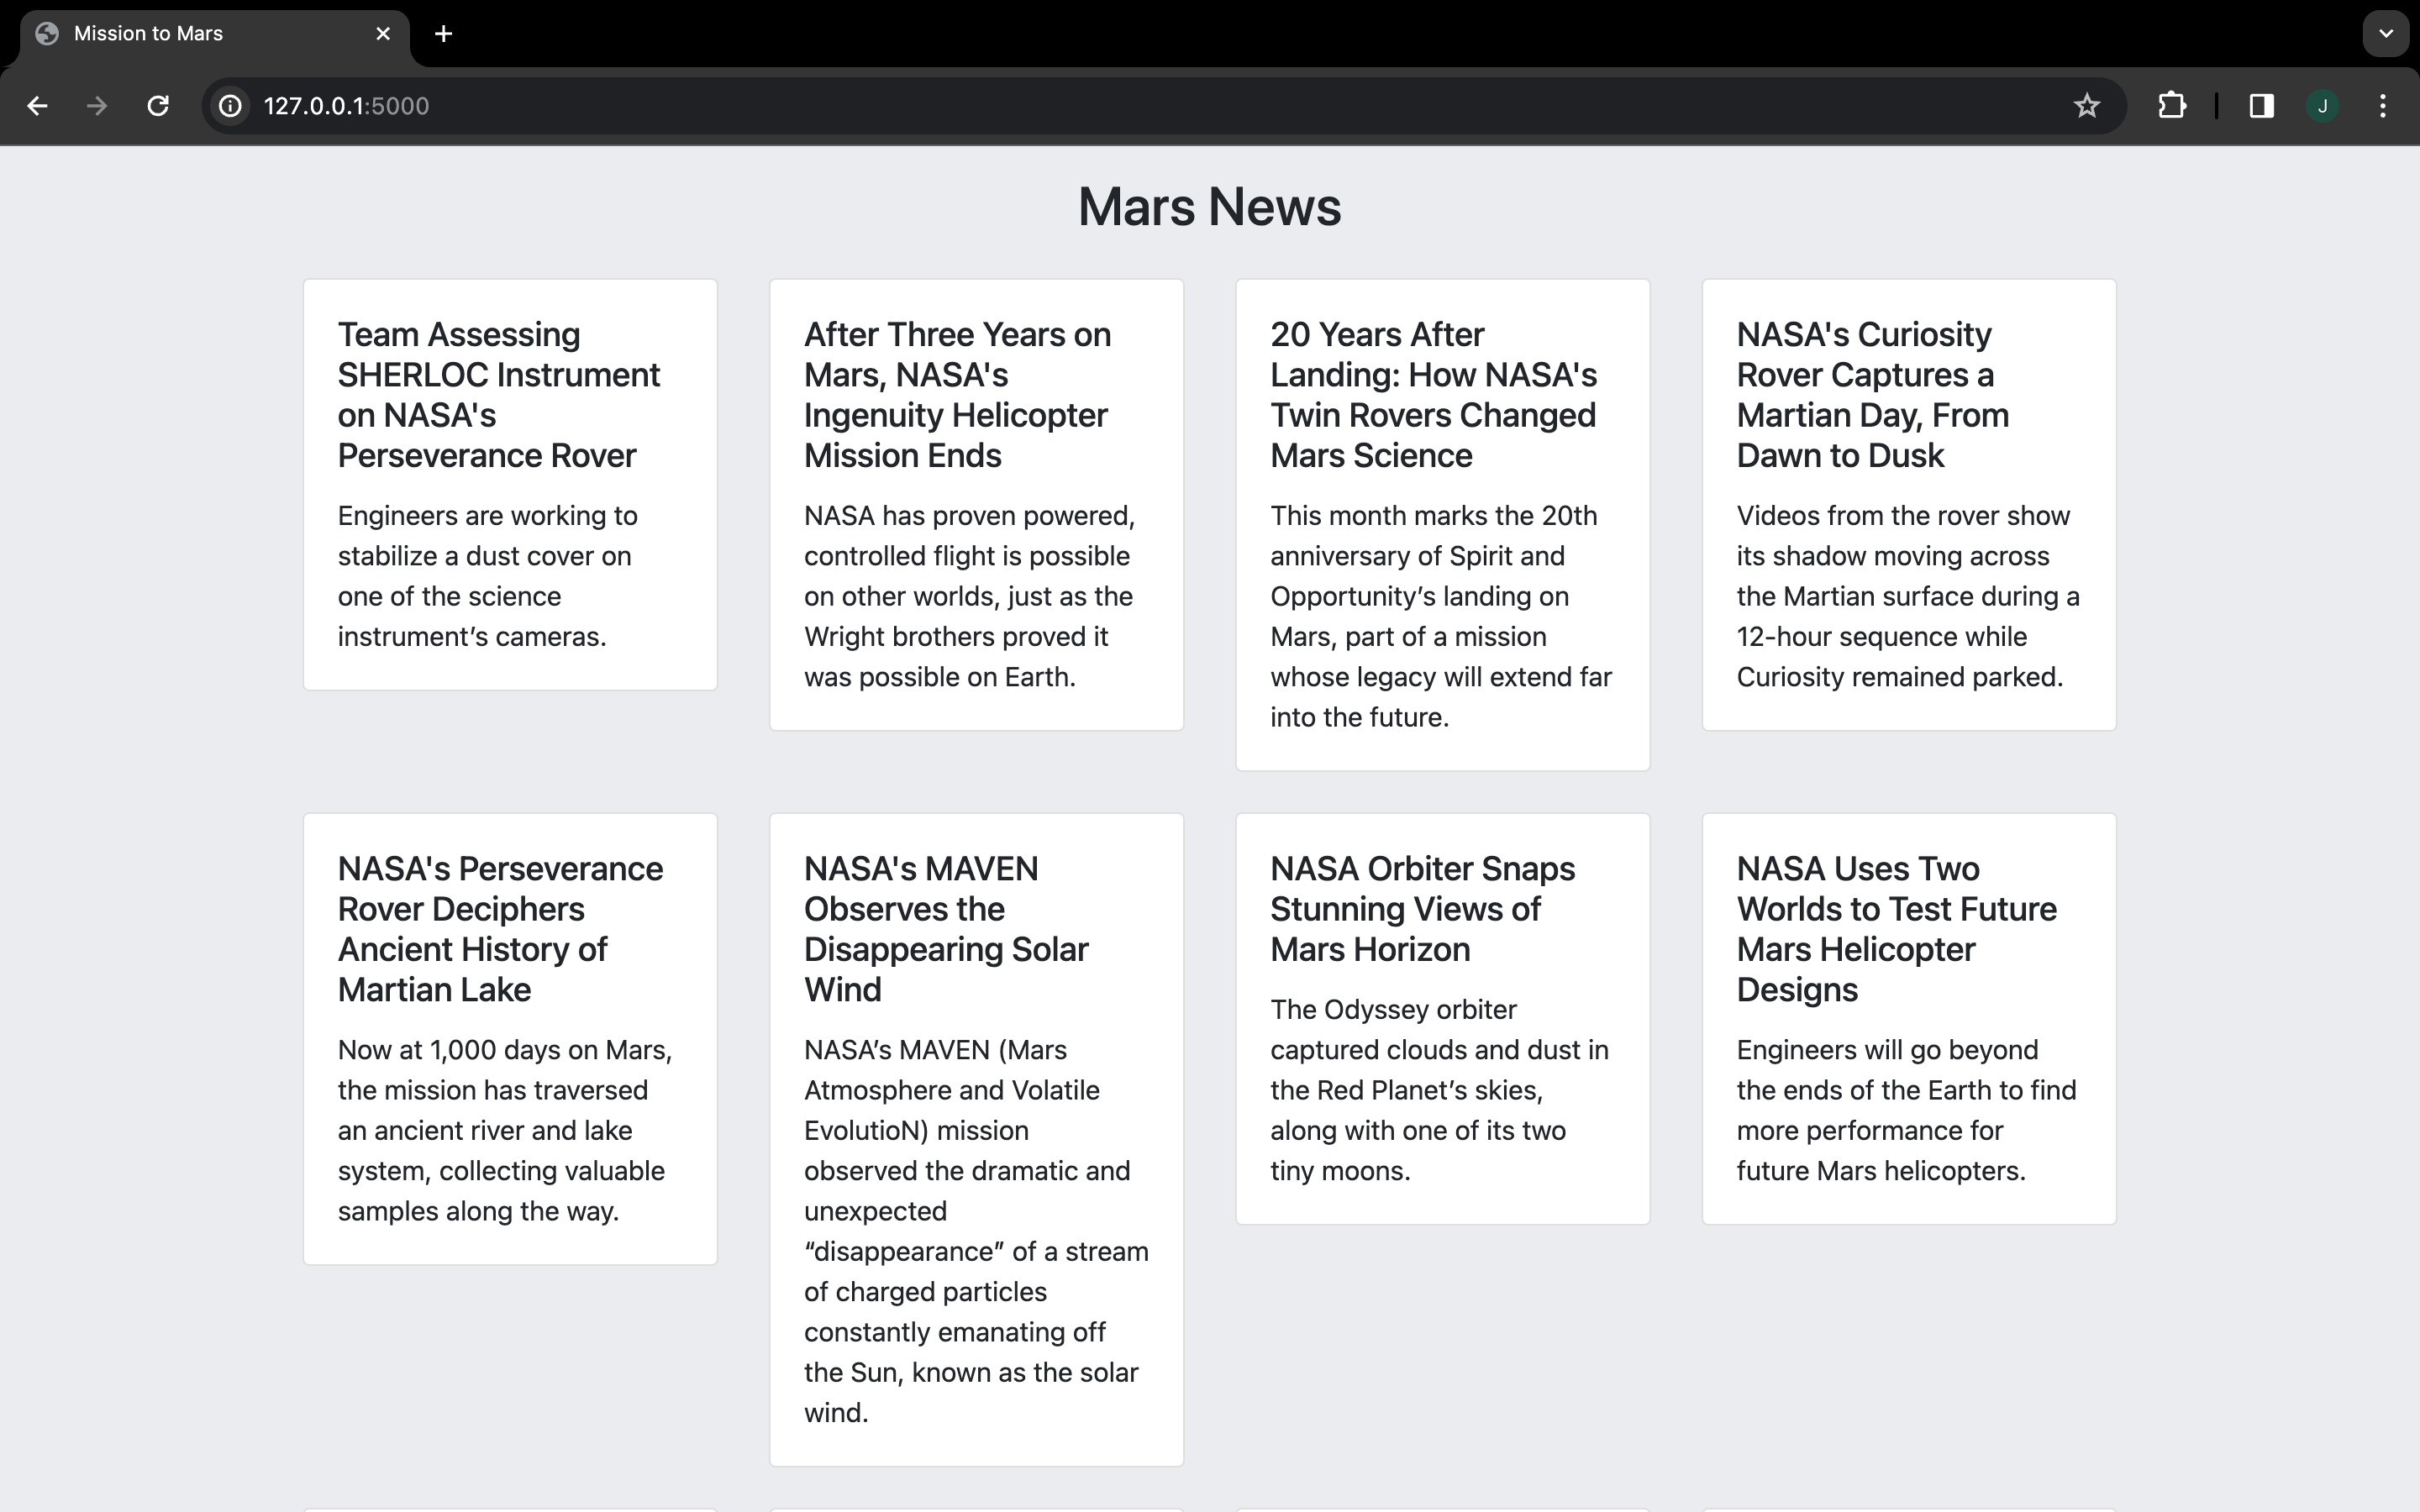 Mission to Mars
127.0.0.1:5000
J
Mars News
Team Assessing
SHERLOC Instrument
on NASA's
Perseverance Rover
Engineers are working to
stabilize a dust cover on
one of the science
instrument’s cameras.
After Three Years on
Mars, NASA's
Ingenuity Helicopter
Mission Ends
NASA has proven powered,
controlled flight is possible
on other worlds, just as the
Wright brothers proved it
was possible on Earth.
20 Years After
Landing: How NASA's
Twin Rovers Changed
Mars Science
This month marks the 20th
anniversary of Spirit and
Opportunity’s landing on
Mars, part of a mission
whose legacy will extend far
into the future.
NASA's Curiosity
Rover Captures a
Martian Day, From
Dawn to Dusk
Videos from the rover show
its shadow moving across
the Martian surface during a
12-hour sequence while
Curiosity remained parked.
NASA's Perseverance
Rover Deciphers
Ancient History of
Martian Lake
Now at 1,000 days on Mars,
the mission has traversed
an ancient river and lake
system, collecting valuable
samples along the way.
NASA's MAVEN
Observes the
Disappearing Solar
Wind
NASA’s MAVEN (Mars
Atmosphere and Volatile
EvolutioN) mission
observed the dramatic and
unexpected
“disappearance” of a stream
of charged particles
constantly emanating off
the Sun, known as the solar
wind.
NASA Orbiter Snaps
Stunning Views of
Mars Horizon
The Odyssey orbiter
captured clouds and dust in
the Red Planet’s skies,
along with one of its two
tiny moons.
NASA Uses Two
Worlds to Test Future
Mars Helicopter
Designs
Engineers will go beyond
the ends of the Earth to find
more performance for
future Mars helicopters.